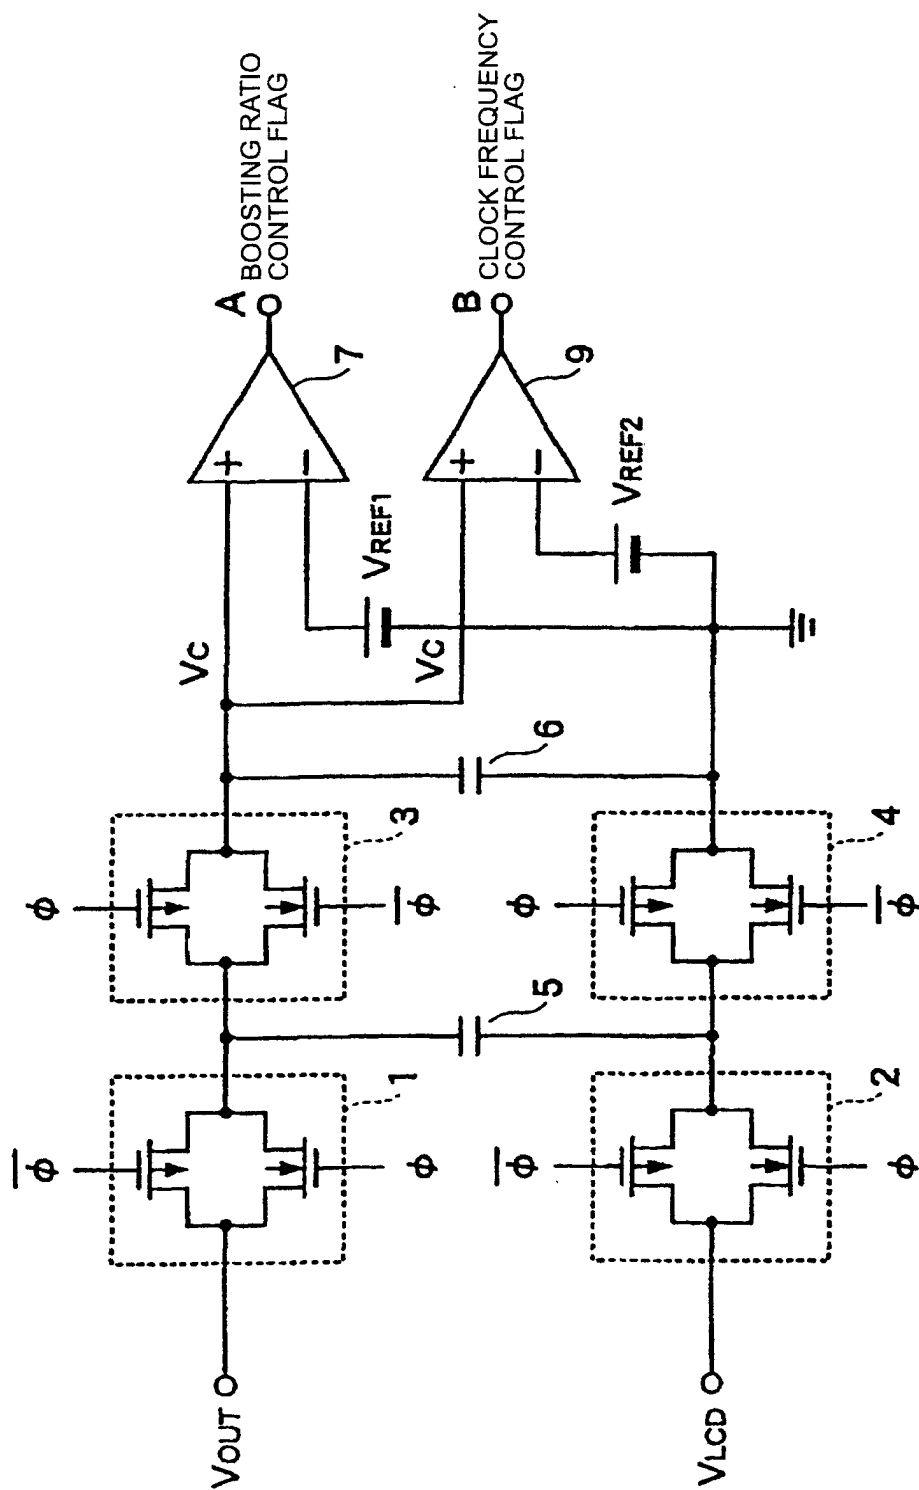 A BOOSTING RATIO
CONTROL FLAG
7
VREF1
VC
B CLOCK FREQUENCY
CONTROL FLAG
9
VREF2
VC
+
−
+
−
6
5
φ
3
φ̅
φ
4
φ̅
φ̅
1
φ
φ̅
2
φ
VOUT
VLCD